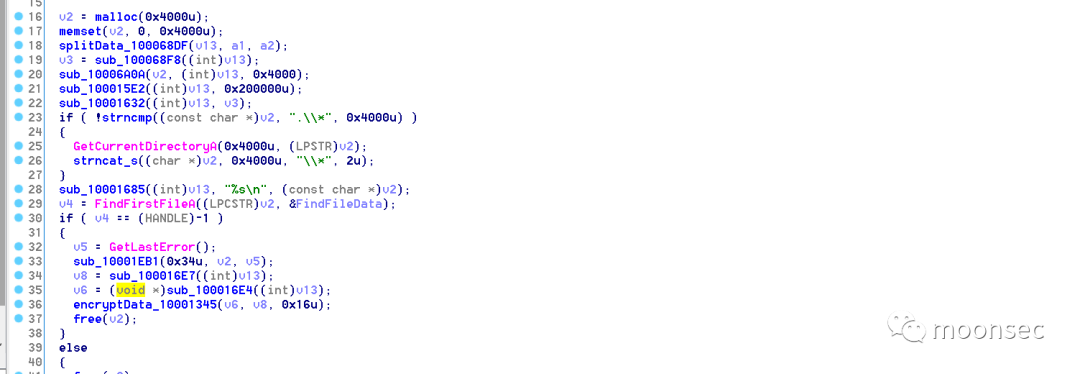 15
16 v2 = malloc(0x4000u);
17 memset(v2, 0, 0x4000u);
18 splitData_100068DF(v13, a1, a2);
19 v3 = sub_100068F8((int)v13);
20 sub_10006A0A(v2, (int)v13, 0x4000);
21 sub_100015E2((int)v13, 0x200000u);
22 sub_10001632((int)v13, v3);
23 if ( !strncmp((const char *)v2, ".\\*", 0x4000u) )
24 {
25 GetCurrentDirectoryA(0x4000u, (LPSTR)v2);
26 strncat_s((char *)v2, 0x4000u, "\\*", 2u);
27 }
28 sub_10001685((int)v13, "%s\n", (const char *)v2);
29 v4 = FindFirstFileA((LPCSTR)v2, &FindFileData);
30 if ( v4 == (HANDLE)-1 )
31 {
32 v5 = GetLastError();
33 sub_10001EB1(0x34u, v2, v5);
34 v8 = sub_100016E7((int)v13);
35 v6 = (void *)sub_100016E4((int)v13);
36 encryptData_10001345(v6, v8, 0x16u);
37 free(v2);
38 }
39 else
40 {
moonsec